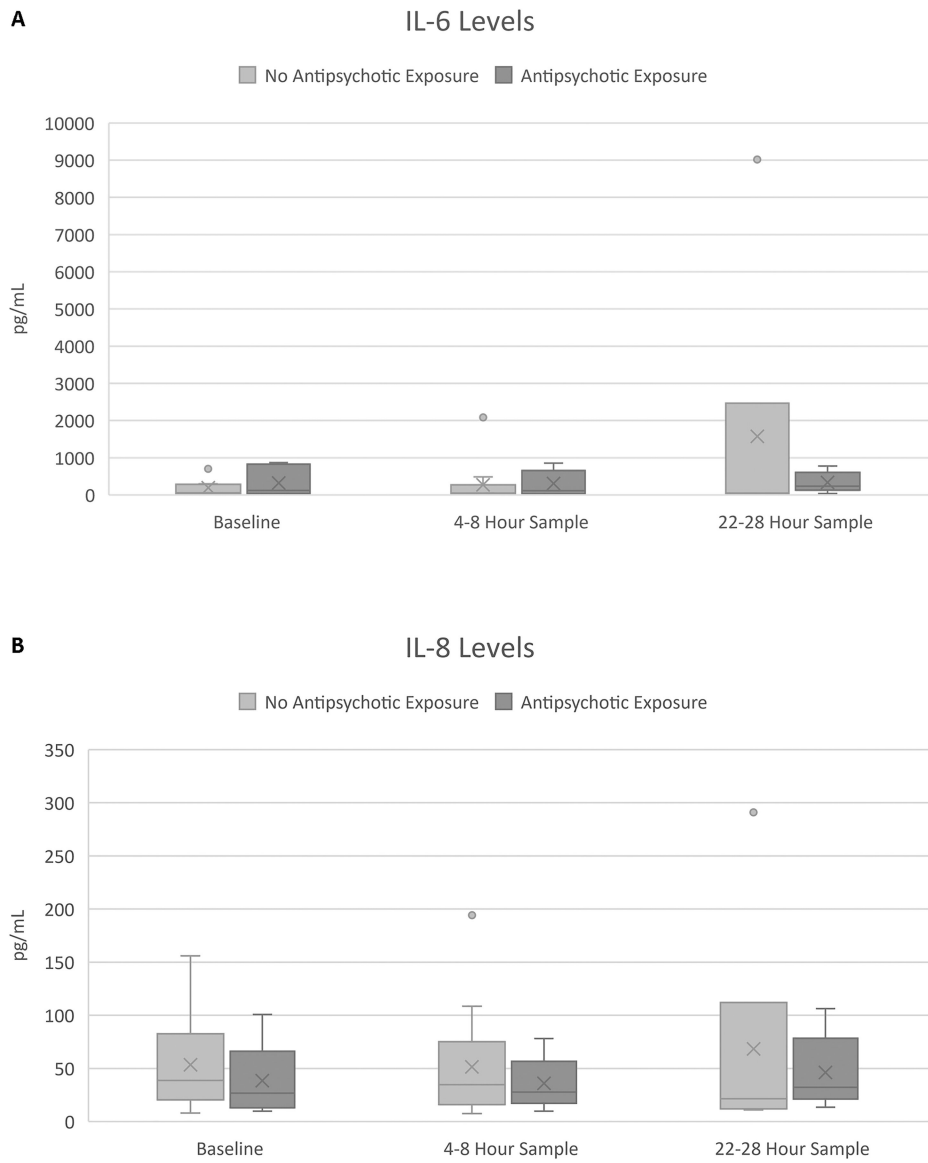 A
IL-6 Levels
No Antipsychotic Exposure Antipsychotic Exposure
10000
9000
8000
7000
6000
5000
4000
3000
2000
1000
0
pg/mL
Baseline 4-8 Hour Sample 22-28 Hour Sample
B
IL-8 Levels
No Antipsychotic Exposure Antipsychotic Exposure
350
300
250
200
150
100
50
0
pg/mL
Baseline 4-8 Hour Sample 22-28 Hour Sample